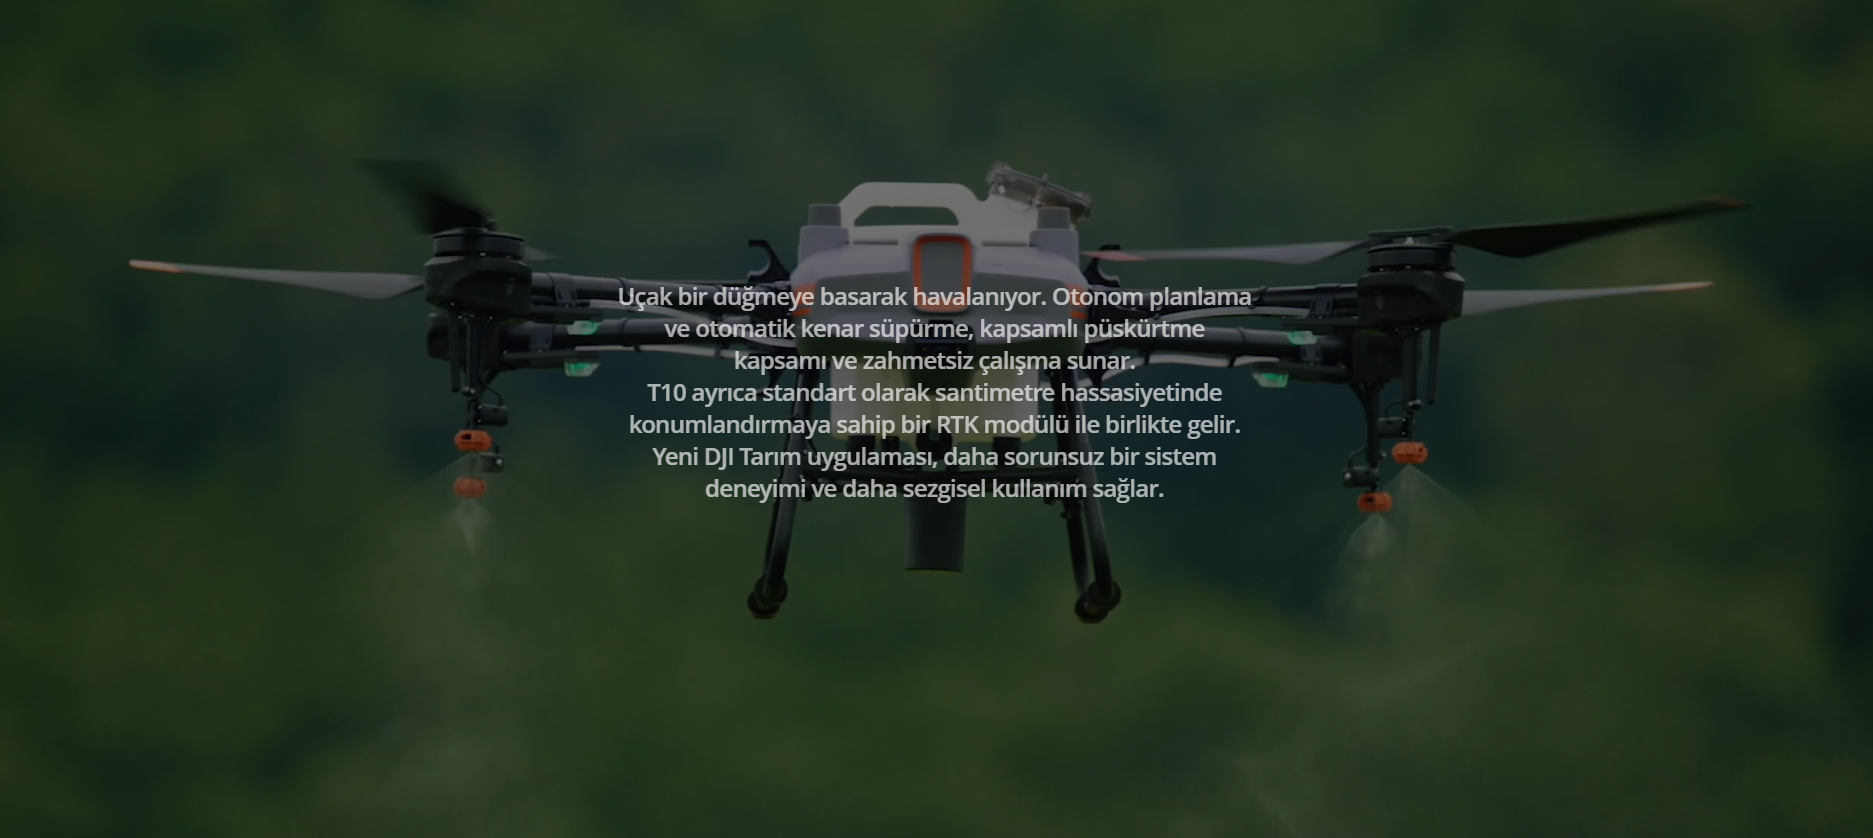 Uçak bir düğmeye basarak havalanıyor. Otonom planlama
ve otomatik kenar süpürme, kapsamlı püskürtme
kapsamı ve zahmetsiz çalışma sunar.
T10 ayrıca standart olarak santimetre hassasiyetinde
konumlandırmaya sahip bir RTK modülü ile birlikte gelir.
Yeni DJI Tarım uygulaması, daha sorunsuz bir sistem
deneyimi ve daha sezgisel kullanım sağlar.